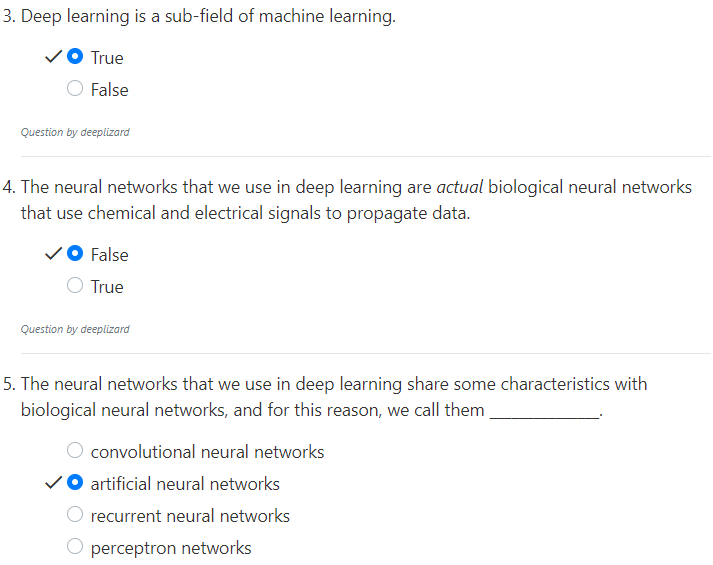 3. Deep learning is a sub-field of machine learning.
True
False
Question by deeplizard
4. The neural networks that we use in deep learning are actual biological neural networks
that use chemical and electrical signals to propagate data.
False
True
Question by deeplizard
5. The neural networks that we use in deep learning share some characteristics with
biological neural networks, and for this reason, we call them ______________.
convolutional neural networks
artificial neural networks
recurrent neural networks
perceptron networks